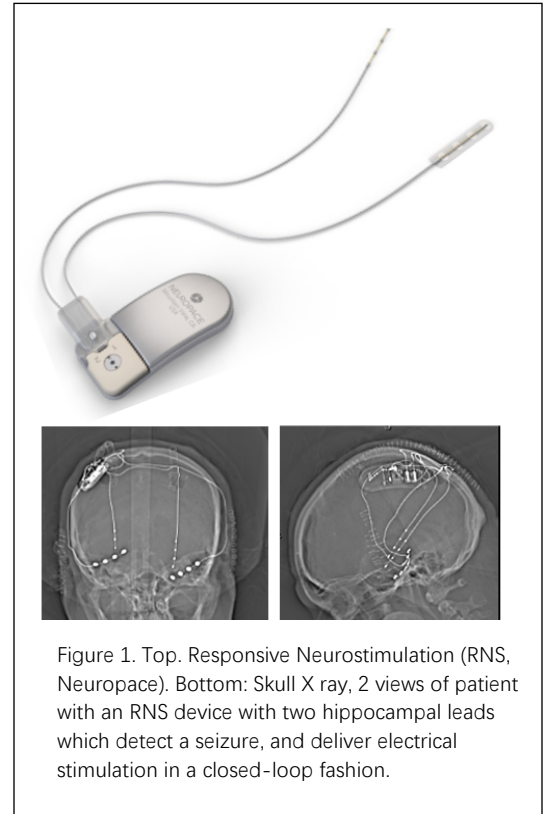 NEUROPACE
Figure 1. Top. Responsive Neurostimulation (RNS,
Neuropace). Bottom: Skull X ray, 2 views of patient
with an RNS device with two hippocampal leads
which detect a seizure, and deliver electrical
stimulation in a closed-loop fashion.